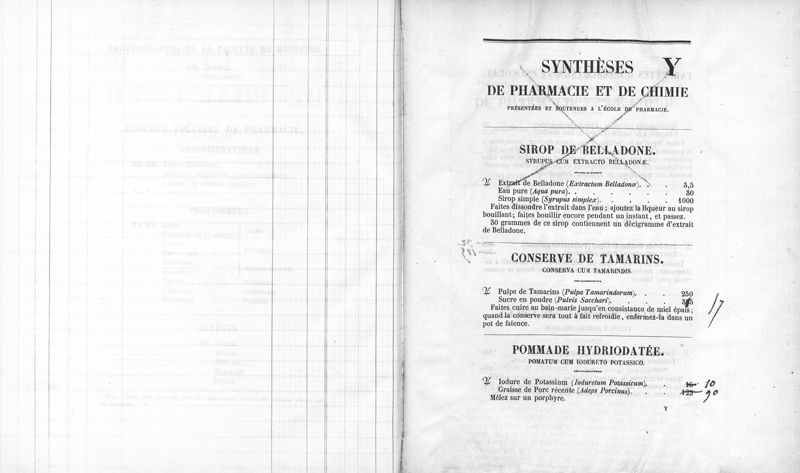 SYNTHÈSES Y
DE PHARMACIE ET DE CHIMIE
PRÉSENTÉES ET SOUTENUES A L'ÉCOLE DE PHARMACIE.
SIROP DE BELLADONE.
SYRUPUS CUM EXTRACTO BELLADONÆ.
Extrait de Belladone (Extractum Belladonæ). . . 3,5
Eau pure (Aqua pura). . . . . . . . 30
Sirop simple (Syrupus simplex). . . . . . 1000
Faites dissoudre l'extrait dans l'eau; ajoutez la liqueur au sirop
bouillant; faites bouillir encore pendant un instant, et passez.
30 grammes de ce sirop contiennent un décigramme d'extrait
de Belladone.
CONSERVE DE TAMARINS.
CONSERVA CUM TAMARINDIS.
Pulpe de Tamarins (Pulpa Tamarindorum). . . 250
Sucre en poudre (Pulvis Sacchari). . . . .
Faites cuire au bain-marie jusqu'en consistance de miel épais;
quand la conserve sera tout à fait refroidie, enfermez-la dans un
pot de faïence.
POMMADE HYDRIODATÉE.
POMATUM CUM IODURETO POTASSICO.
Iodure de Potassium (Ioduretum Potassicum). . 10
Graisse de Porc récente (Adeps Porcinus). . . 125 90
Mêlez sur un porphyre.
Y